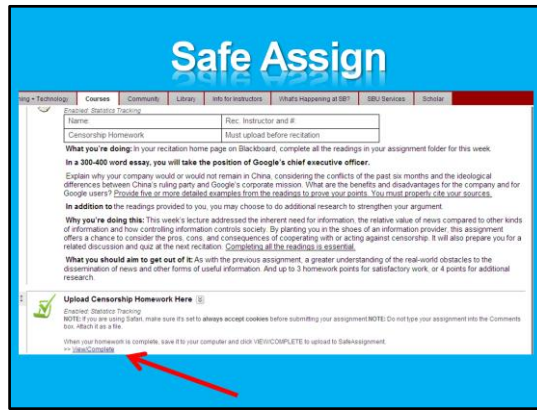 Safe Assign
ning + Technology Courses Community Library Info for Instructors What's Happening at SB? SBU Services Scholar
Enabled: Statistics Tracking
Name Rec. Instructor and #
Censorship Homework Must upload before recitation
What you're doing: In your recitation home page on Blackboard, complete all the readings in your assignment folder for this week.
In a 300-400 word essay, you will take the position of Google's chief executive officer.
Explain why your company would or would not remain in China, considering the conflicts of the past six months and the ideological
differences between China's ruling party and Google's corporate mission. What are the benefits and disadvantages for the company and for
Google users? Provide five or more detailed examples from the readings to prove your points. You must properly cite your sources.
In addition to the readings provided to you, you may choose to do additional research to strengthen your argument.
Why you're doing this: This week's lecture addressed the inherent need for information, the relative value of news compared to other kinds
of information and how controlling information controls society. By planting you in the shoes of an information provider, this assignment
offers a chance to consider the pros, cons, and consequences of cooperating with or acting against censorship. It will also prepare you for a
related discussion and quiz at the next recitation. Completing all the readings is essential.
What you should aim to get out of it: As with the previous assignment, a greater understanding of the real-world obstacles to the
dissemination of news and other forms of useful information. And up to 3 homework points for satisfactory work, or 4 points for additional
research.
Upload Censorship Homework Here
Enabled: Statistics Tracking
NOTE: If you are using Safari, make sure it's set to always accept cookies before submitting your assignment.NOTE: Do not type your assignment into the Comments
box. Attach it as a file.
When your homework is complete, save it to your computer and click VIEW/COMPLETE to upload to SafeAssignment.
>> View/Complete